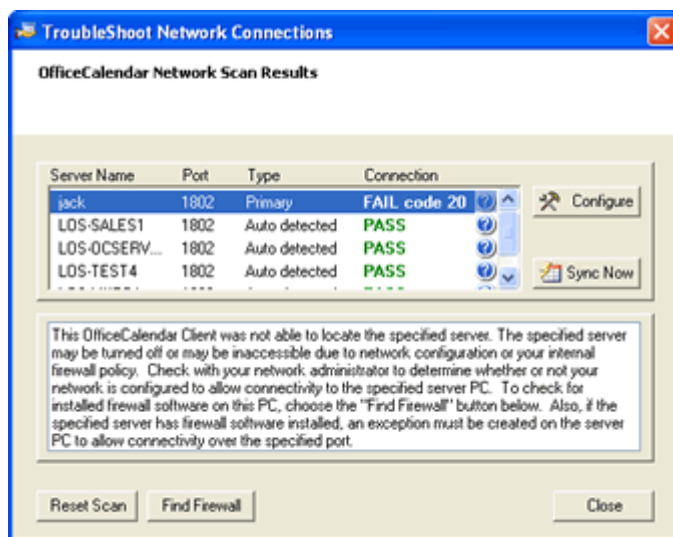 TroubleShoot Network Connections
OfficeCalendar Network Scan Results
Server Name Port Type Connection
jack 1802 Primary FAIL code 20
Configure
LOS-SALES1 1802 Auto detected PASS
LOS-OCSERV... 1802 Auto detected PASS
LOS-TEST4 1802 Auto detected PASS
Sync Now
This OfficeCalendar Client was not able to locate the specified server. The specified server
may be turned off or may be inaccessible due to network configuration or your internal
firewall policy. Check with your network administrator to determine whether or not your
network is configured to allow connectivity to the specified server PC. To check for
installed firewall software on this PC, choose the "Find Firewall" button below. Also, if the
specified server has firewall software installed, an exception must be created on the server
PC to allow connectivity over the specified port.
Reset Scan Find Firewall Close